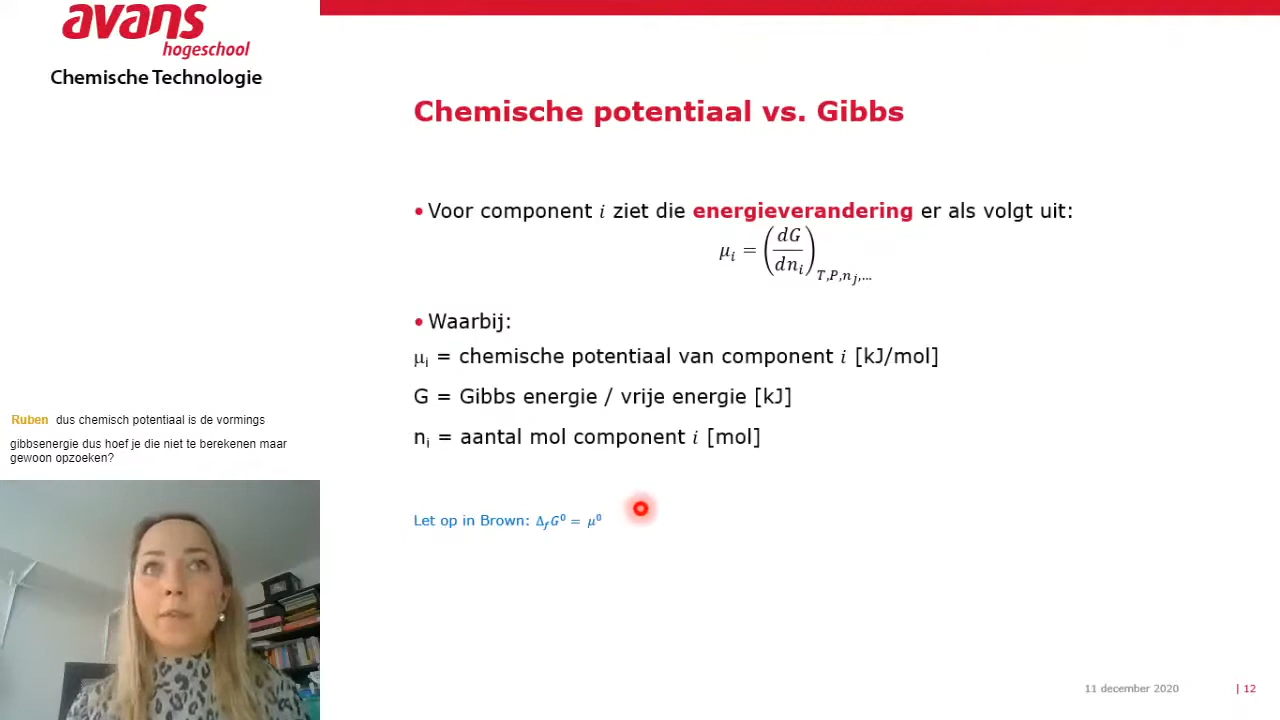 avans
hogeschool
Chemische Technologie
Chemische potentiaal vs. Gibbs
• Voor component i ziet die energieverandering er als volgt uit:
μᵢ = (dG/dnᵢ) T,P,nⱼ,...
• Waarbij:
μᵢ = chemische potentiaal van component i [kJ/mol]
G = Gibbs energie / vrije energie [kJ]
nᵢ = aantal mol component i [mol]
Let op in Brown: Δ_f G⁰ = μ⁰
Ruben dus chemisch potentiaal is de vormings
gibbsenergie dus hoef je die niet te berekenen maar
gewoon opzoeken?
11 december 2020 | 12